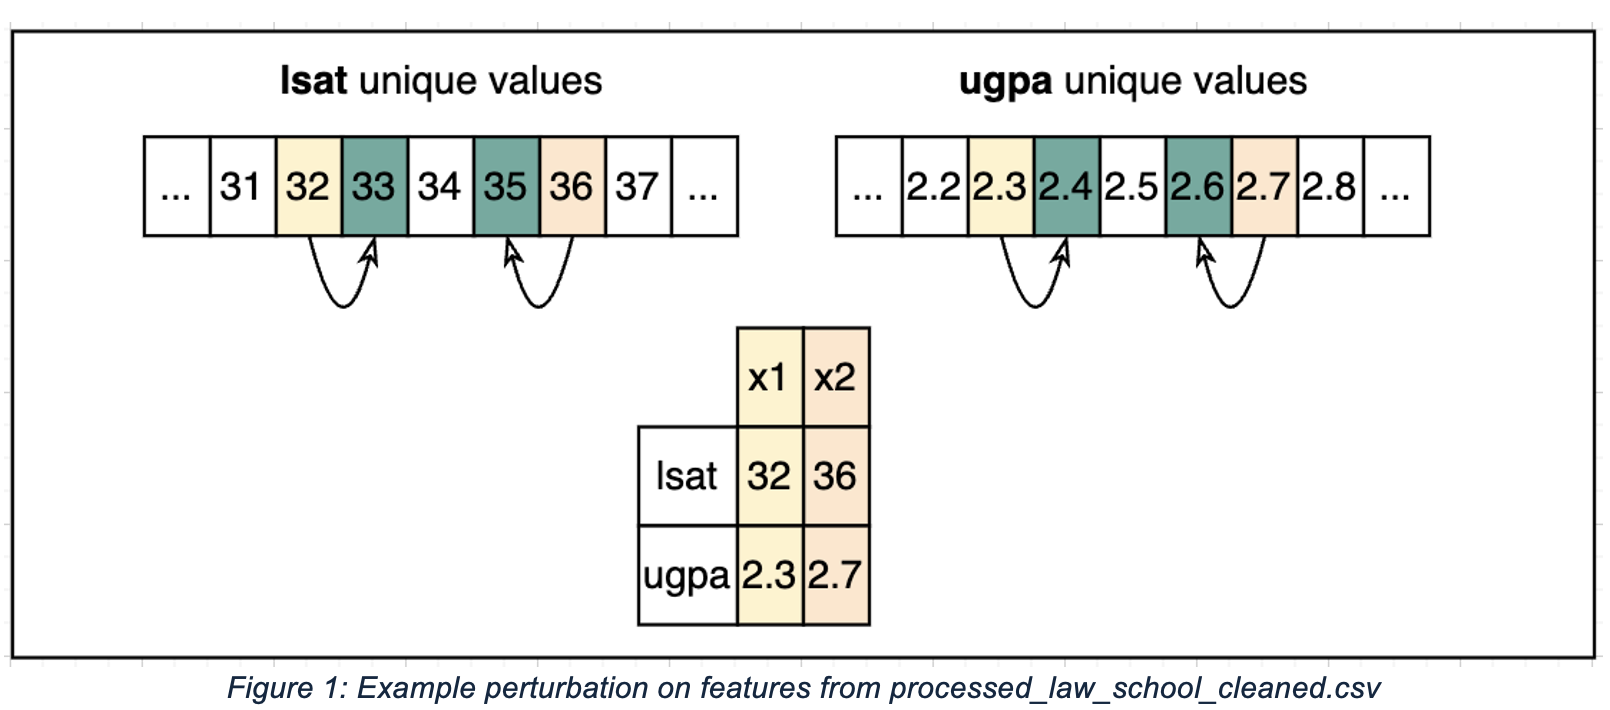 lsat unique values
ugpa unique values
... 31 32 33 34 35 36 37 ...
... 2.2 2.3 2.4 2.5 2.6 2.7 2.8 ...
x1 x2
lsat 32 36
ugpa 2.3 2.7
Figure 1: Example perturbation on features from processed_law_school_cleaned.csv